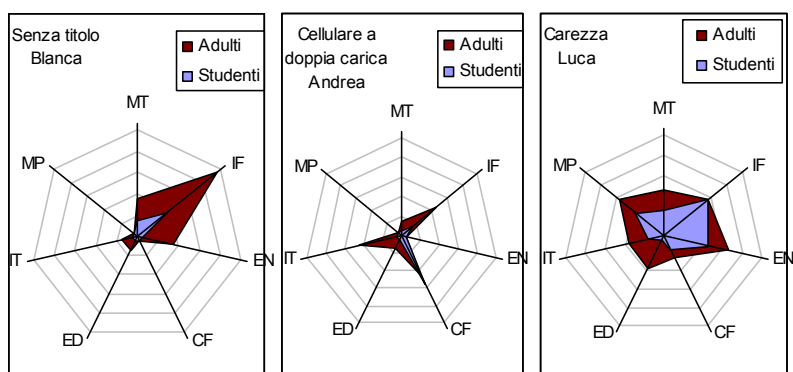 Senza titolo
Blanca
Adulti
Studenti
MT
IF
EN
CF
ED
IT
MP
Cellulare a
doppia carica
Andrea
Adulti
Studenti
MT
IF
EN
CF
ED
IT
MP
Carezza
Luca
Adulti
Studenti
MT
IF
EN
CF
ED
IT
MP